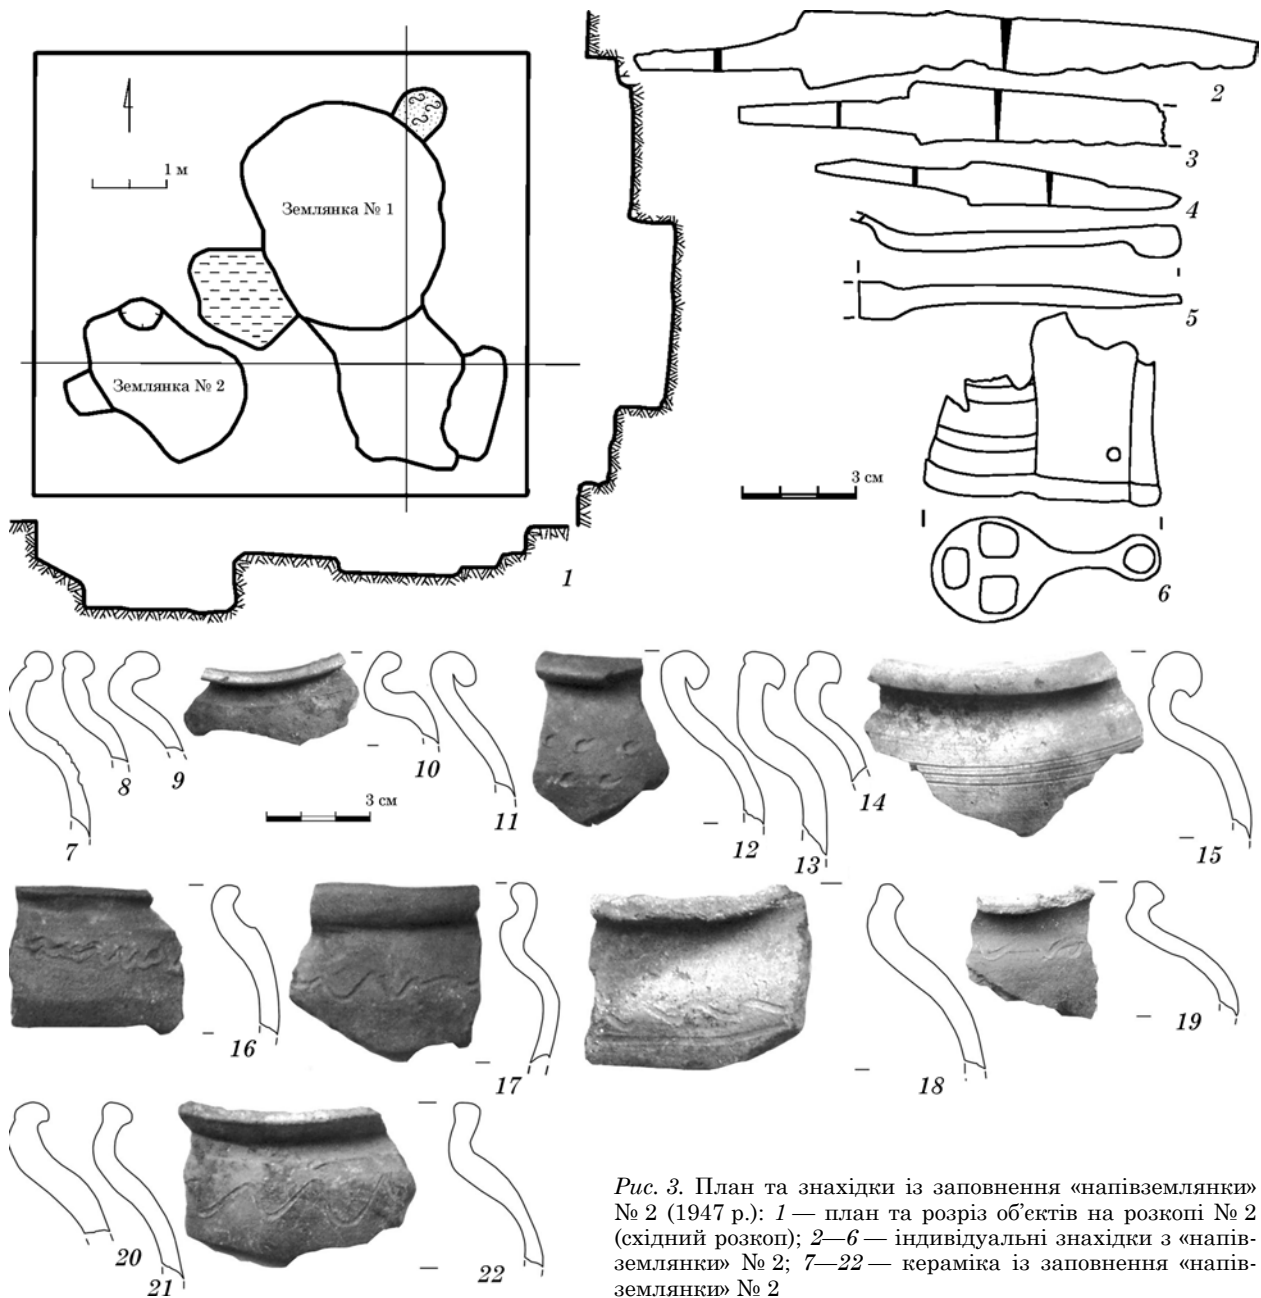 1 м
Землянка № 1
Землянка № 2
1
2
3
4
5
3 см
6
7
8
9
10
11
12
13
14
15
3 см
16
17
18
19
20
21
22
Рис. 3. План та знахідки із заповнення «напівземлянки»
№ 2 (1947 р.): 1 — план та розріз об’єктів на розкопі № 2
(східний розкоп); 2—6 — індивідуальні знахідки з «напів-
землянки» № 2; 7—22 — кераміка із заповнення «напів-
землянки» № 2